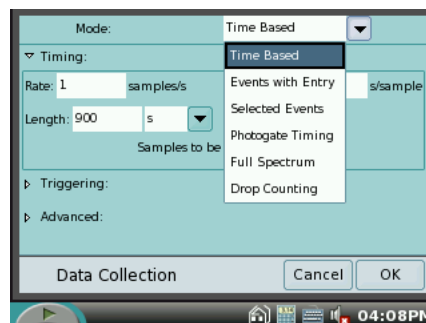 Mode: Time Based
Timing: Time Based
Rate: 1 samples/s Events with Entry s/sample
Selected Events
Length: 900 s Photogate Timing
Samples to be Full Spectrum
Triggering: Drop Counting
Advanced:
Data Collection Cancel OK
04:08PM